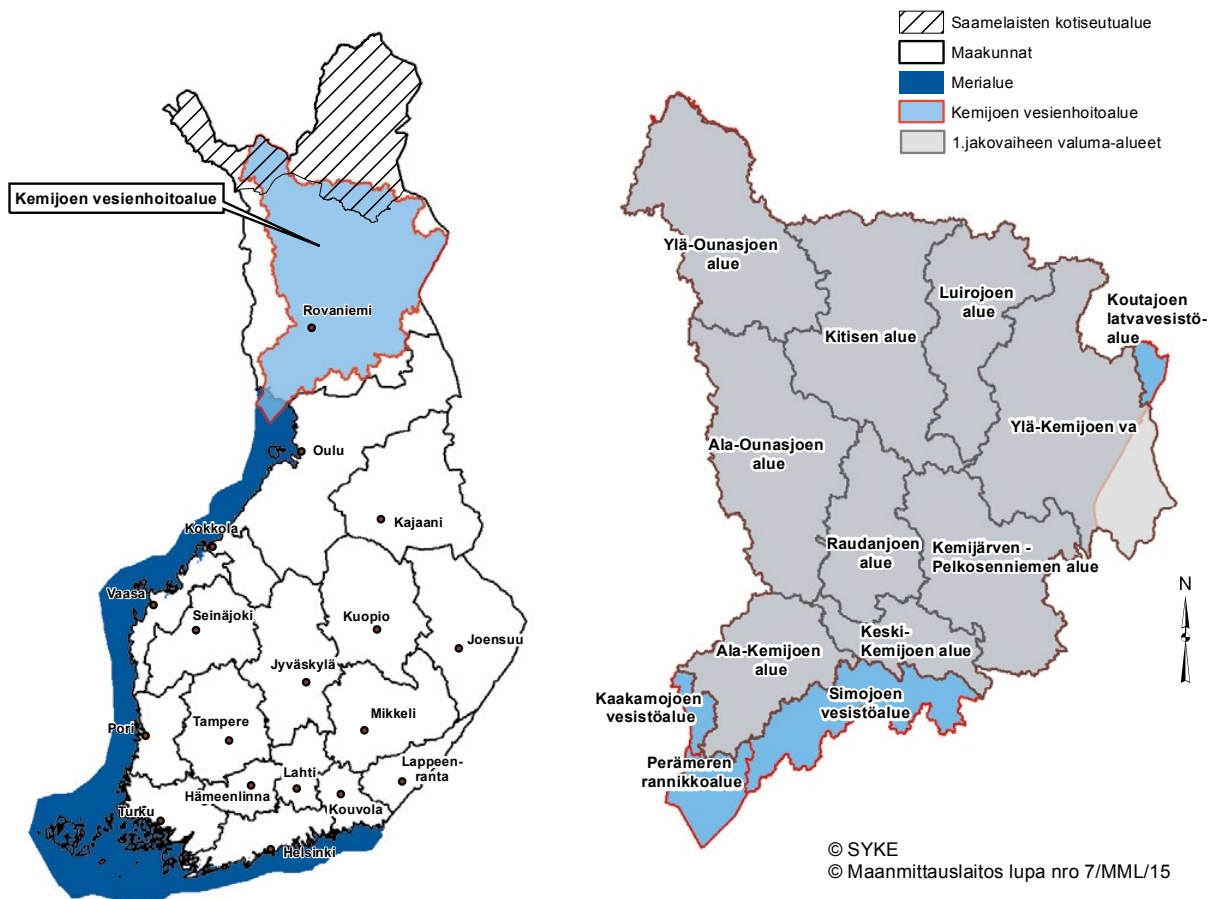 Saamelaisten kotiseutualue
Maakunnat
Merialue
Kemijoen vesienhoitoalue
1.jakovaiheen valuma-alueet
Kemijoen vesienhoitoalue
Rovaniemi
Oulu
Kajaani
Kokkola
Vaasa
Seinäjoki
Kuopio
Joensuu
Jyväskylä
Mikkeli
Tampere
Pori
Lappeen-
ranta
Lahti
Hämeenlinna
Kouvola
Turku
Helsinki
Ylä-Ounasjoen
alue
Luirojoen
alue
Koutajoen
latvavesistö-
alue
Kitisen alue
Ylä-Kemijoen va
Ala-Ounasjoen
alue
Raudanjoen
alue
Kemijärven -
Pelkosenniemen alue
N
Keski-
Kemijoen alue
Ala-Kemijoen
alue
Kaakamojoen
vesistöalue
Simojoen
vesistöalue
Perämeren
rannikkoalue
© SYKE
© Maanmittauslaitos lupa nro 7/MML/15